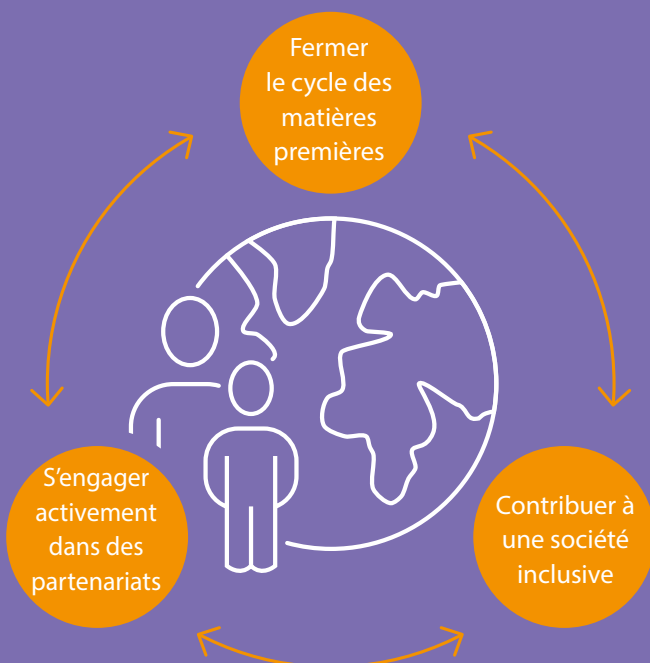 Fermer
le cycle des
matières
premières
S'engager
activement
dans des
partenariats
Contribuer à
une société
inclusive